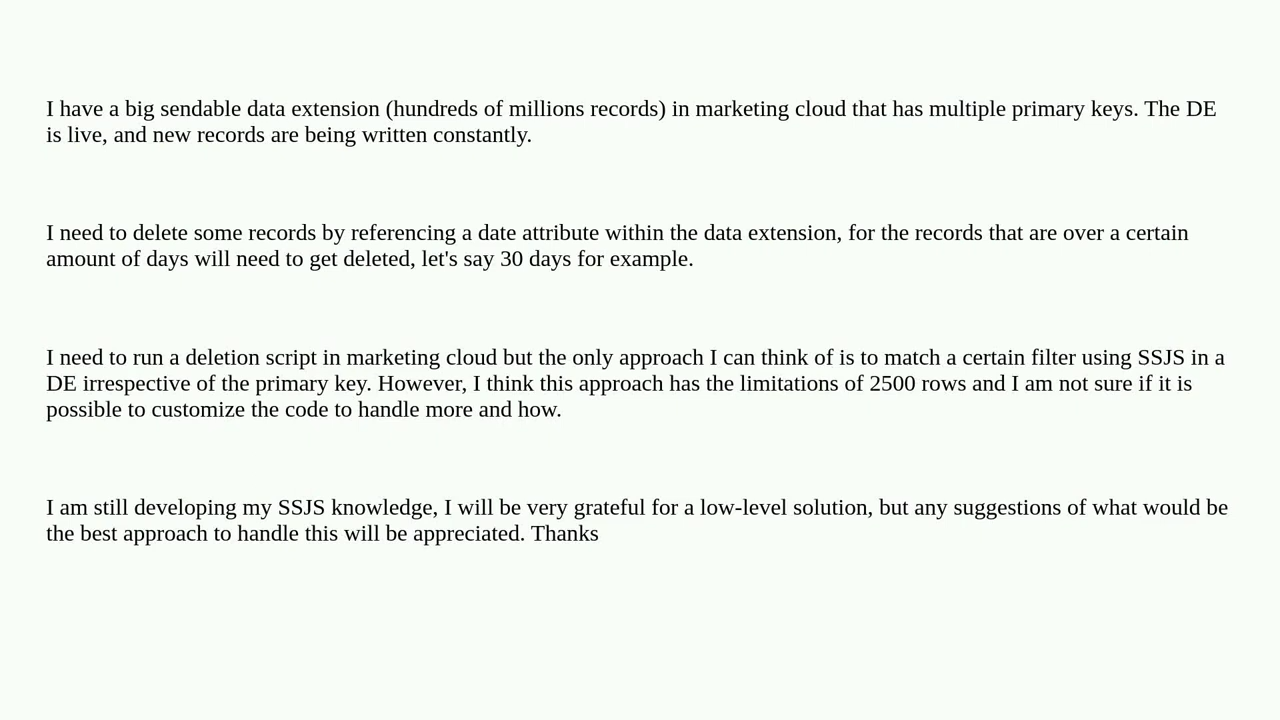 I have a big sendable data extension (hundreds of millions records) in marketing cloud that has multiple primary keys. The DE
is live, and new records are being written constantly.
I need to delete some records by referencing a date attribute within the data extension, for the records that are over a certain
amount of days will need to get deleted, let's say 30 days for example.
I need to run a deletion script in marketing cloud but the only approach I can think of is to match a certain filter using SSJS in a
DE irrespective of the primary key. However, I think this approach has the limitations of 2500 rows and I am not sure if it is
possible to customize the code to handle more and how.
I am still developing my SSJS knowledge, I will be very grateful for a low-level solution, but any suggestions of what would be
the best approach to handle this will be appreciated. Thanks